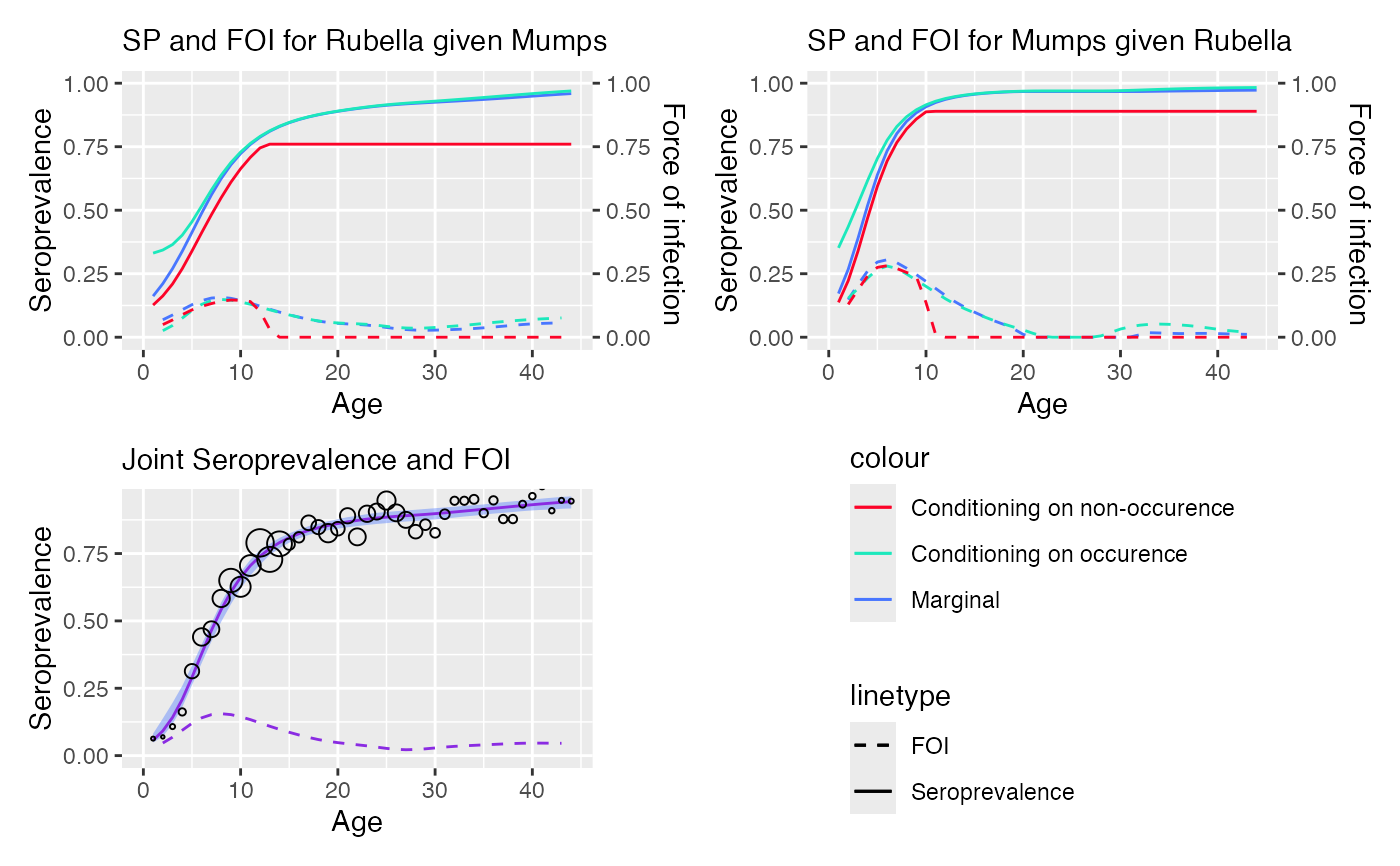 SP and FOI for Rubella given Mumps
1.00
0.75
0.50
0.25
0.00
Seroprevalence
1.00
0.75
0.50
0.25
0.00
Force of infection
0 10 20 30 40
Age
SP and FOI for Mumps given Rubella
1.00
0.75
0.50
0.25
0.00
Seroprevalence
1.00
0.75
0.50
0.25
0.00
Force of infection
0 10 20 30 40
Age
Joint Seroprevalence and FOI
0.75
0.50
0.25
0.00
Seroprevalence
0 10 20 30 40
Age
colour
Conditioning on non-occurence
Conditioning on occurence
Marginal
linetype
FOI
Seroprevalence